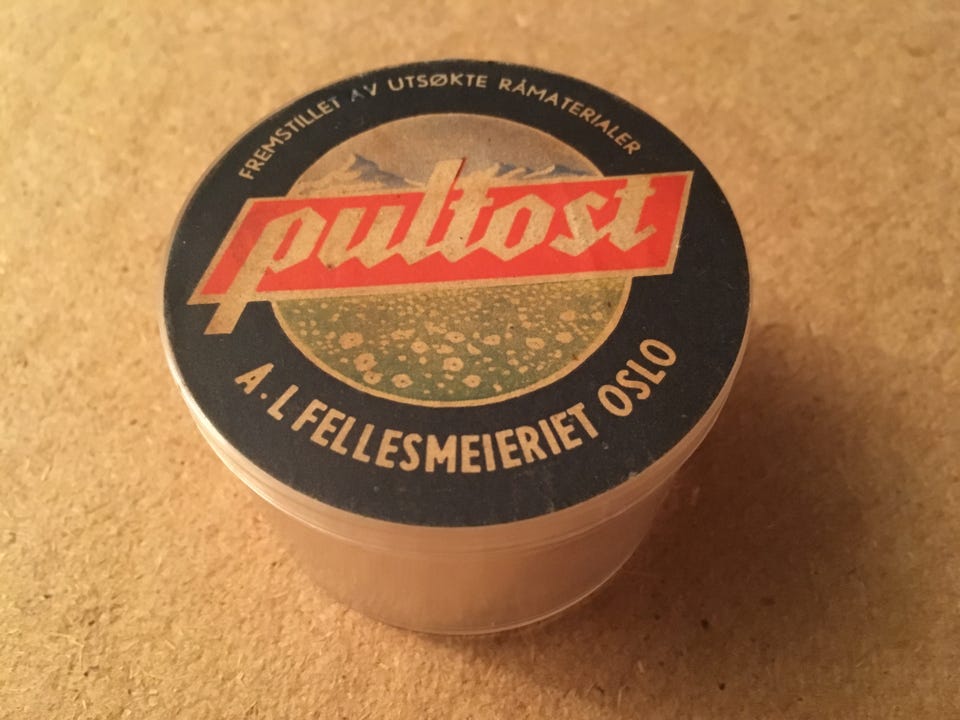 FREMSTILLET AV UTSØKTE RÅMATERIALER
pultost
A.L FELLESMEIERIET OSLO